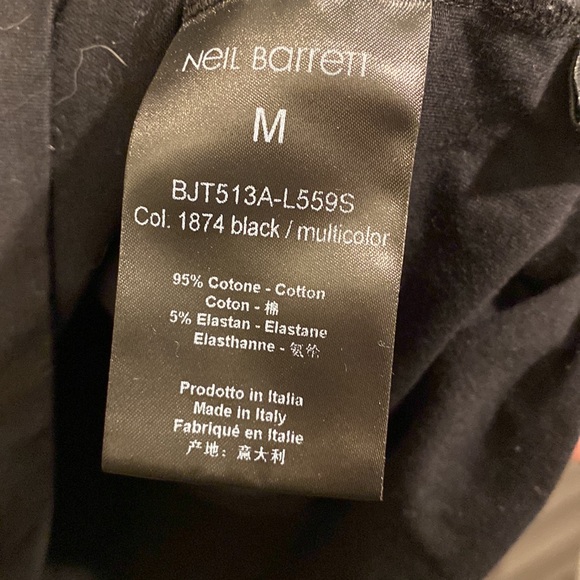 NEIL BARRETT
M
BJT513A-L559S
Col. 1874 black / multicolor
95% Cotone - Cotton
Coton - 棉
5% Elastan - Elastane
Elasthanne - 氨纶
Prodotto in Italia
Made in Italy
Fabriqué en Italie
产地：意大利